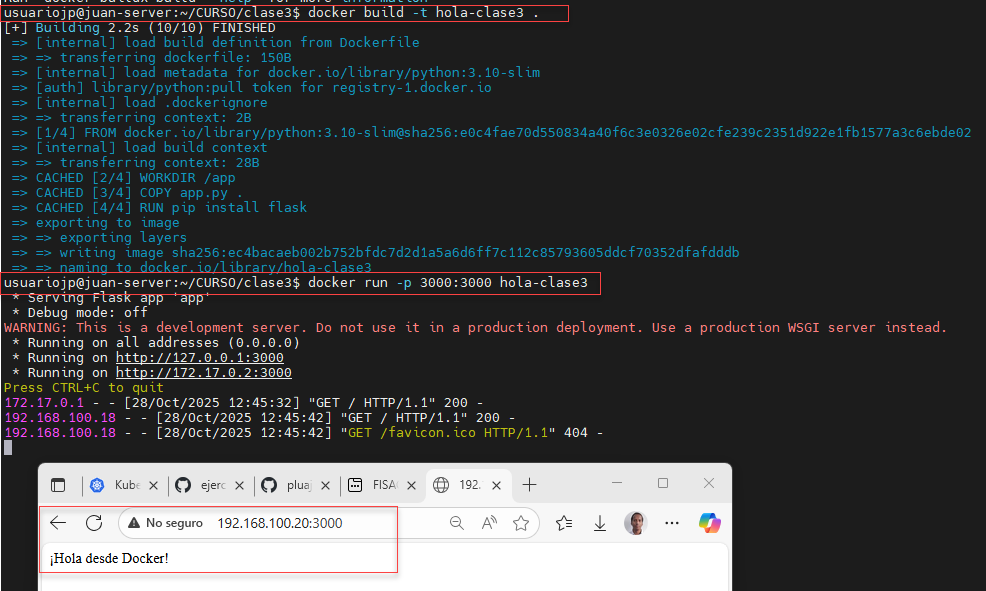 usuariojp@juan-server:~/CURSO/clase3$ docker build -t hola-clase3 .
[+] Building 2.2s (10/10) FINISHED
=> [internal] load build definition from Dockerfile
=> => transferring dockerfile: 150B
=> [internal] load metadata for docker.io/library/python:3.10-slim
=> [auth] library/python:pull token for registry-1.docker.io
=> [internal] load .dockerignore
=> => transferring context: 2B
=> [1/4] FROM docker.io/library/python:3.10-slim@sha256:e0c4fae70d550834a40f6c3e0326e02cfe239c2351d922e1fb1577a3c6ebde02
=> [internal] load build context
=> => transferring context: 28B
=> CACHED [2/4] WORKDIR /app
=> CACHED [3/4] COPY app.py .
=> CACHED [4/4] RUN pip install flask
=> exporting to image
=> => exporting layers
=> => writing image sha256:ec4bacaeb002b752bfdc7d2d1a5a6d6ff7c112c85793605ddcf70352dfafdddb
=> => naming to docker.io/library/hola-clase3
usuariojp@juan-server:~/CURSO/clase3$ docker run -p 3000:3000 hola-clase3
* Serving Flask app 'app'
* Debug mode: off
WARNING: This is a development server. Do not use it in a production deployment. Use a production WSGI server instead.
* Running on all addresses (0.0.0.0)
* Running on http://127.0.0.1:3000
* Running on http://172.17.0.2:3000
Press CTRL+C to quit
172.17.0.1 - - [28/Oct/2025 12:45:32] "GET / HTTP/1.1" 200 -
192.168.100.18 - - [28/Oct/2025 12:45:42] "GET / HTTP/1.1" 200 -
192.168.100.18 - - [28/Oct/2025 12:45:42] "GET /favicon.ico HTTP/1.1" 404 -
Kube ejerc pluaj FISA 192.
No seguro 192.168.100.20:3000
¡Hola desde Docker!